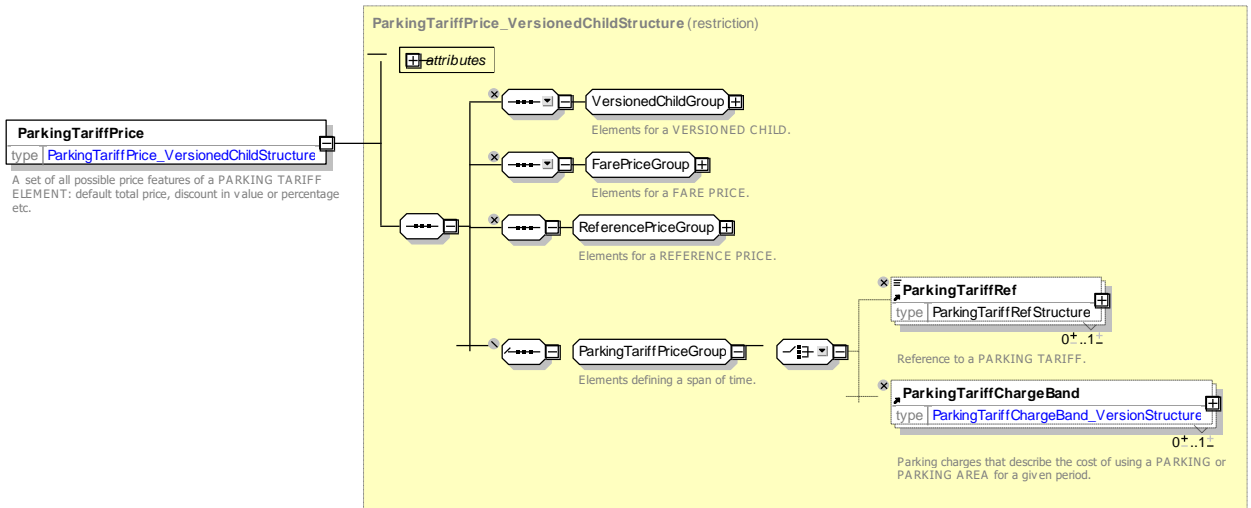 ParkingTariffPrice_VersionedChildStructure (restriction)
attributes
VersionedChildGroup
Elements for a VERSIONED CHILD.
ParkingTariffPrice
type ParkingTariffPrice_VersionedChildStructure
A set of all possible price features of a PARKING TARIFF
ELEMENT: default total price, discount in value or percentage
etc.
FarePriceGroup
Elements for a FARE PRICE.
ReferencePriceGroup
Elements for a REFERENCE PRICE.
ParkingTariffRef
type ParkingTariffRefStructure
0..1
Reference to a PARKING TARIFF.
ParkingTariffPriceGroup
Elements defining a span of time.
ParkingTariffChargeBand
type ParkingTariffChargeBand_VersionStructure
0..1
Parking charges that describe the cost of using a PARKING or
PARKING AREA for a given period.